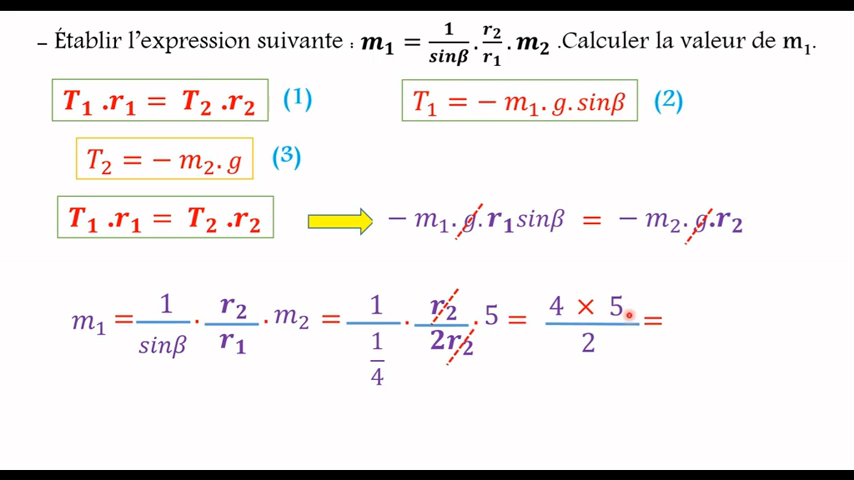 – Établir l'expression suivante : m₁ = 1/sinβ . r₂/r₁ . m₂ .Calculer la valeur de m₁.
T₁ .r₁ = T₂ .r₂ (1) T₁ = − m₁. g. sinβ (2)
T₂ = − m₂. g (3)
T₁ .r₁ = T₂ .r₂ − m₁. g. r₁sinβ = − m₂. g.r₂
m₁ = 1/sinβ . r₂/r₁ . m₂ = 1/(1/4) . r₂/2r₂ . 5 = (4 × 5)/2 =